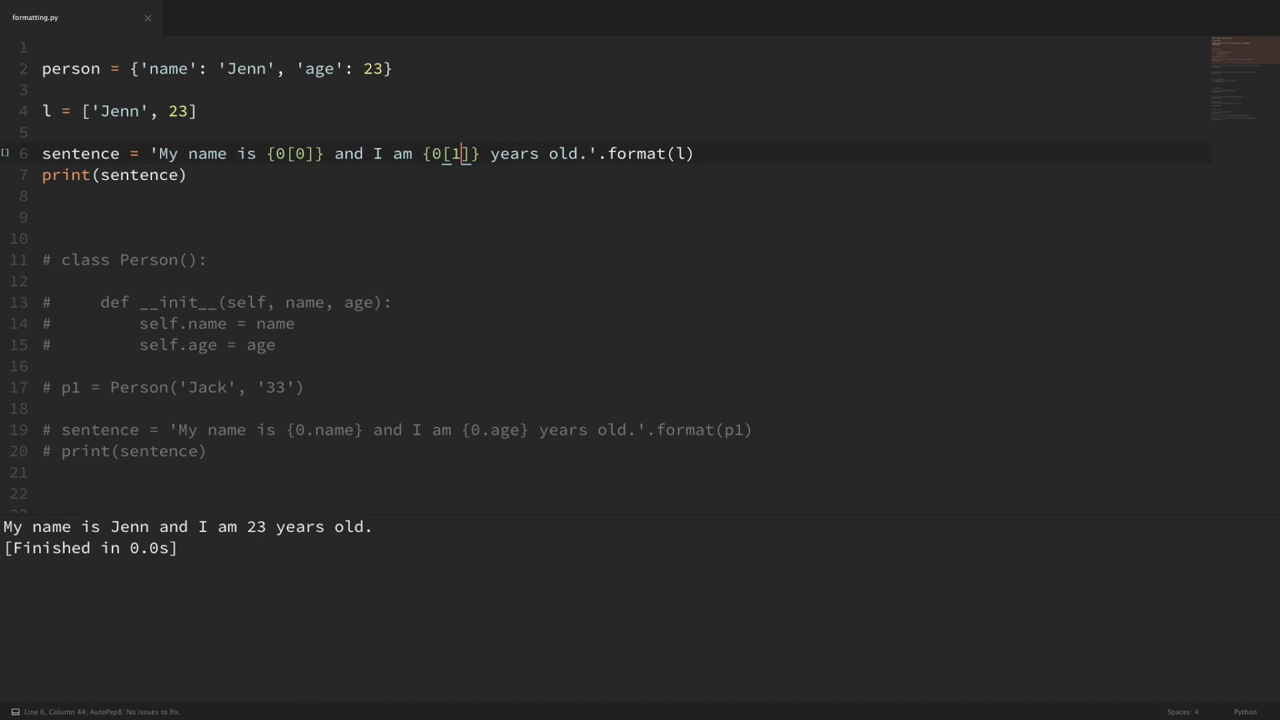 formatting.py ×
1
2 person = {'name': 'Jenn', 'age': 23}
3
4 l = ['Jenn', 23]
5
[] 6 sentence = 'My name is {0[0]} and I am {0[1]} years old.'.format(l)
7 print(sentence)
8
9
10
11 # class Person():
12
13 #     def __init__(self, name, age):
14 #         self.name = name
15 #         self.age = age
16
17 # p1 = Person('Jack', '33')
18
19 # sentence = 'My name is {0.name} and I am {0.age} years old.'.format(p1)
20 # print(sentence)
21
22
My name is Jenn and I am 23 years old.
[Finished in 0.0s]
Line 6, Column 44; AutoPep8: No issues to fix. Spaces: 4 Python